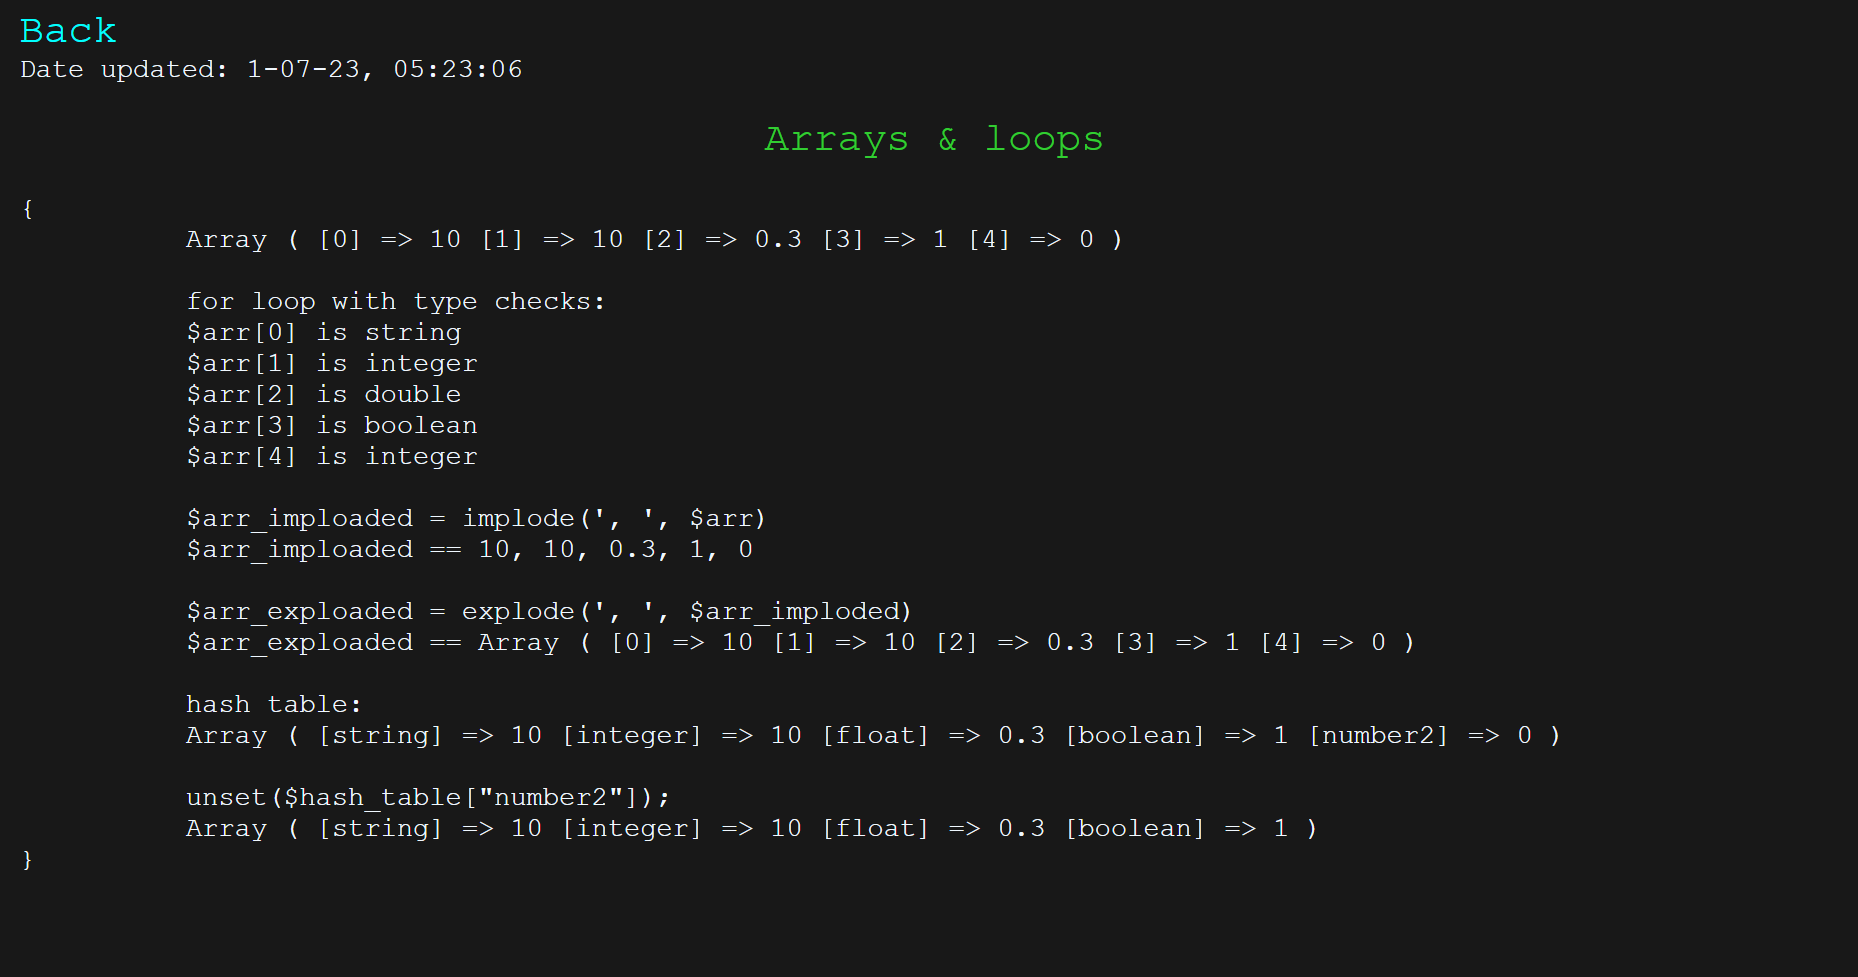 Back
Date updated: 1-07-23, 05:23:06
Arrays & loops
{
Array ( [0] => 10 [1] => 10 [2] => 0.3 [3] => 1 [4] => 0 )
for loop with type checks:
$arr[0] is string
$arr[1] is integer
$arr[2] is double
$arr[3] is boolean
$arr[4] is integer
$arr_imploaded = implode(', ', $arr)
$arr_imploaded == 10, 10, 0.3, 1, 0
$arr_exploaded = explode(', ', $arr_imploded)
$arr_exploaded == Array ( [0] => 10 [1] => 10 [2] => 0.3 [3] => 1 [4] => 0 )
hash table:
Array ( [string] => 10 [integer] => 10 [float] => 0.3 [boolean] => 1 [number2] => 0 )
unset($hash_table["number2"]);
Array ( [string] => 10 [integer] => 10 [float] => 0.3 [boolean] => 1 )
}